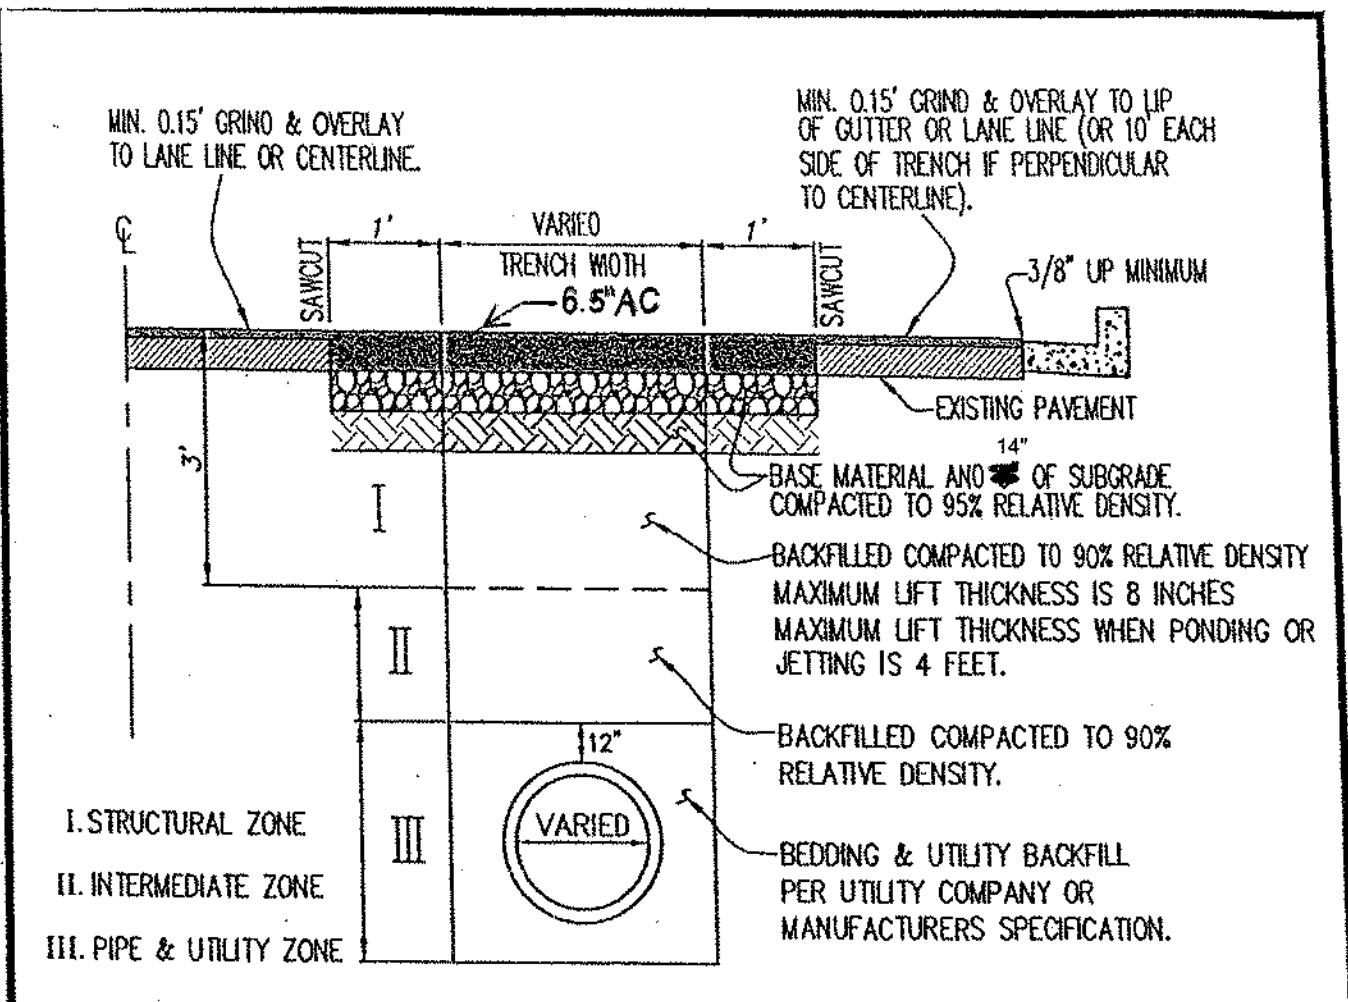 MIN. 0.15' GRIND & OVERLAY
TO LANE LINE OR CENTERLINE.
MIN. 0.15' GRIND & OVERLAY TO LIP
OF GUTTER OR LANE LINE (OR 10' EACH
SIDE OF TRENCH IF PERPENDICULAR
TO CENTERLINE).
℄
SAWCUT
1'
VARIED
TRENCH WIDTH
1'
SAWCUT
6.5" AC
3/8" UP MINIMUM
EXISTING PAVEMENT
14"
BASE MATERIAL AND OF SUBGRADE
COMPACTED TO 95% RELATIVE DENSITY.
3'
I
BACKFILLED COMPACTED TO 90% RELATIVE DENSITY
MAXIMUM LIFT THICKNESS IS 8 INCHES
MAXIMUM LIFT THICKNESS WHEN PONDING OR
JETTING IS 4 FEET.
II
BACKFILLED COMPACTED TO 90%
RELATIVE DENSITY.
12"
VARIED
III
BEDDING & UTILITY BACKFILL
PER UTILITY COMPANY OR
MANUFACTURERS SPECIFICATION.
I. STRUCTURAL ZONE
II. INTERMEDIATE ZONE
III. PIPE & UTILITY ZONE